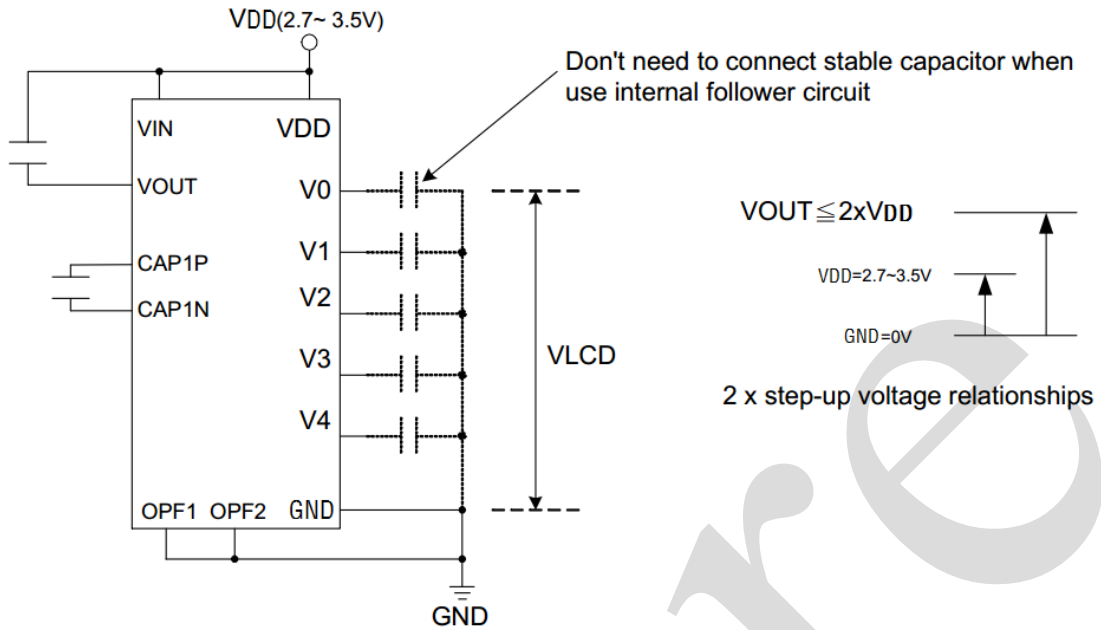 VDD(2.7~ 3.5V)
Don't need to connect stable capacitor when
use internal follower circuit
VIN
VDD
VOUT
V0
V1
CAP1P
CAP1N
V2
V3
V4
VLCD
OPF1 OPF2 GND
GND
VOUT≦2xVDD
VDD=2.7~3.5V
GND=0V
2 x step-up voltage relationships
re